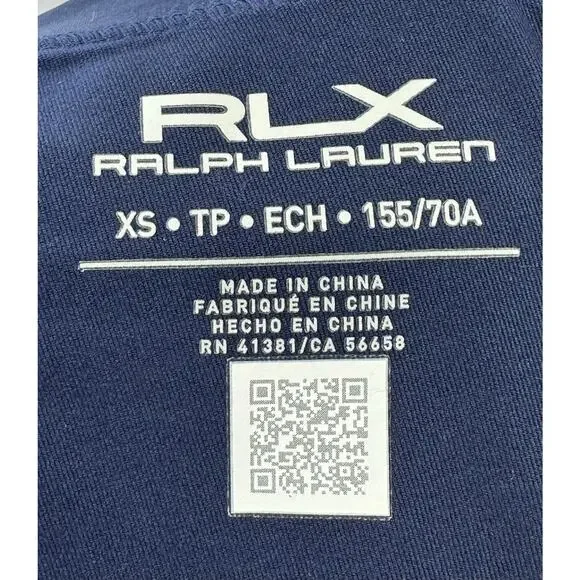 RLX
RALPH LAUREN
XS • TP • ECH • 155/70A
MADE IN CHINA
FABRIQUÉ EN CHINE
HECHO EN CHINA
RN 41381/CA 56658